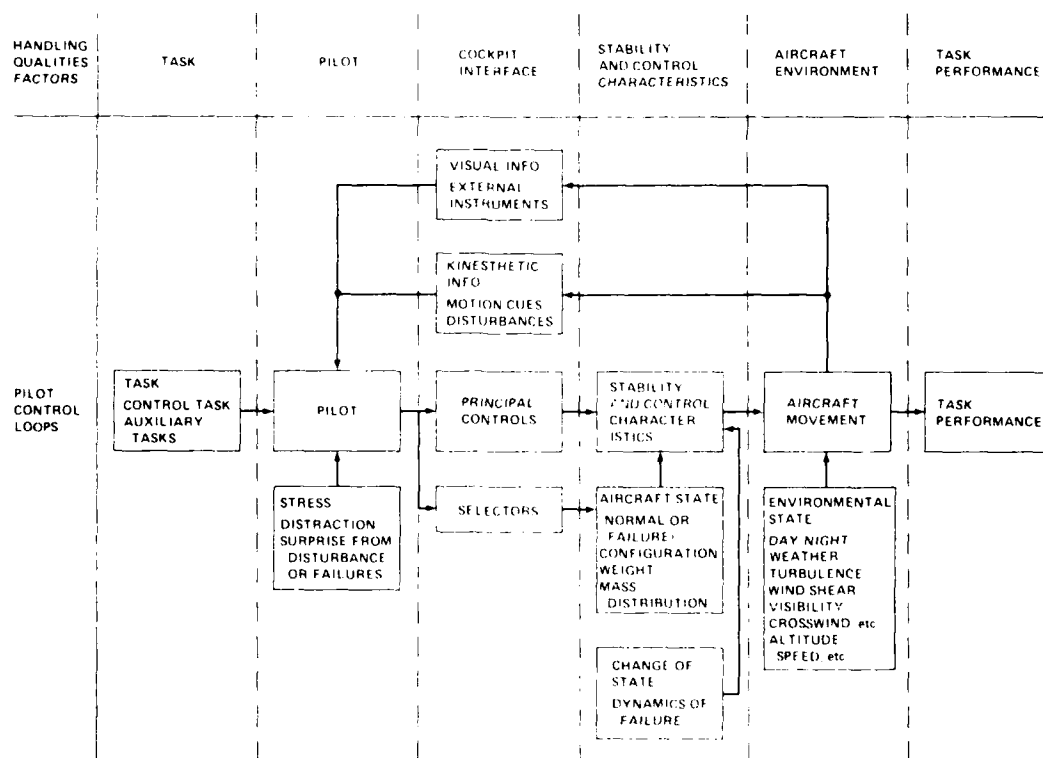 HANDLING
QUALITIES
FACTORS
TASK
PILOT
COCKPIT
INTERFACE
STABILITY
AND CONTROL
CHARACTERISTICS
AIRCRAFT
ENVIRONMENT
TASK
PERFORMANCE
VISUAL INFO
EXTERNAL
INSTRUMENTS
KINESTHETIC
INFO
MOTION CUES
DISTURBANCES
PILOT
CONTROL
LOOPS
TASK
CONTROL TASK
AUXILIARY
TASKS
PILOT
PRINCIPAL
CONTROLS
STABILITY
AND CONTROL
CHARACTER
ISTICS
AIRCRAFT
MOVEMENT
TASK
PERFORMANCE
STRESS
DISTRACTION
SURPRISE FROM
DISTURBANCE
OR FAILURES
SELECTORS
AIRCRAFT STATE
NORMAL OR
FAILURE)
CONFIGURATION
WEIGHT
MASS
DISTRIBUTION
ENVIRONMENTAL
STATE
DAY NIGHT
WEATHER
TURBULENCE
WIND SHEAR
VISIBILITY
CROSSWIND etc
ALTITUDE
SPEED, etc
CHANGE OF
STATE
DYNAMICS OF
FAILURE